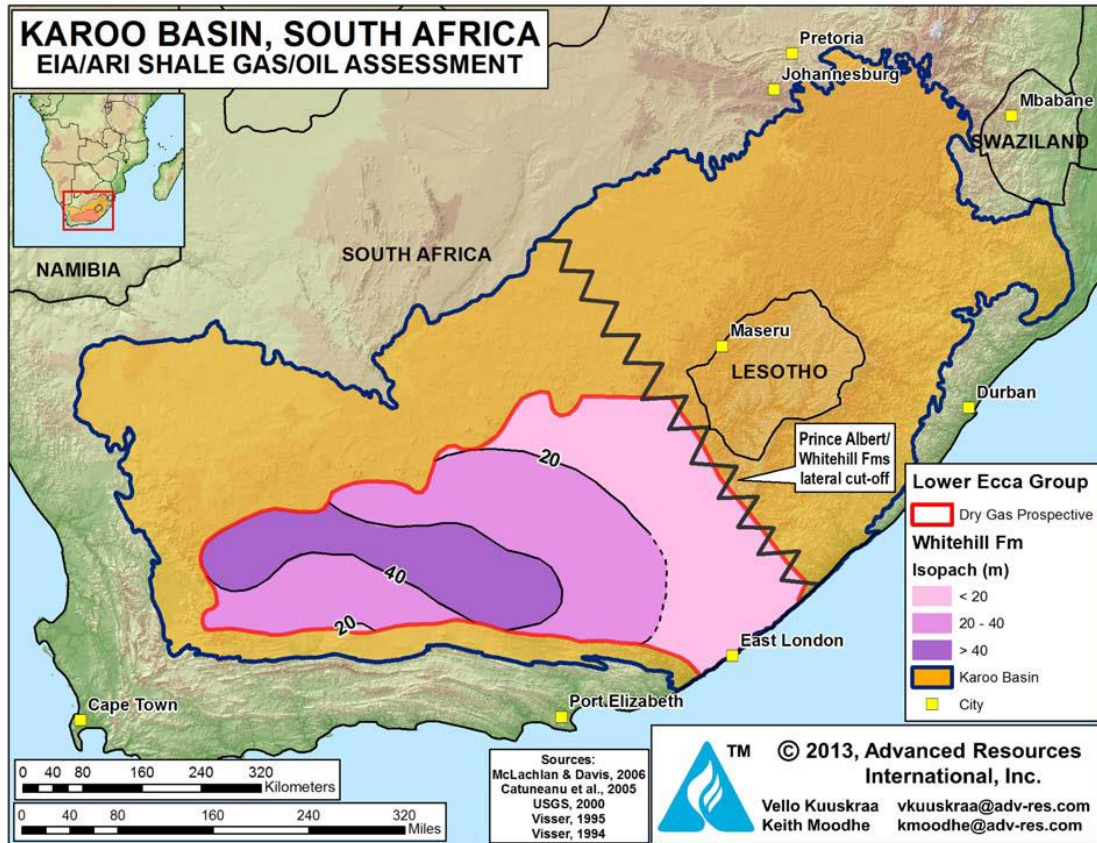 KAROO BASIN, SOUTH AFRICA
EIA/ARI SHALE GAS/OIL ASSESSMENT
Pretoria
Johannesburg
Mbabane
SWAZILAND
SOUTH AFRICA
NAMIBIA
Maseru
LESOTHO
Durban
Prince Albert/
Whitehill Fms
lateral cut-off
20
40
20
East London
Port Elizabeth
Cape Town
Lower Ecca Group
Dry Gas Prospective
Whitehill Fm
Isopach (m)
< 20
20 - 40
> 40
Karoo Basin
City
0 40 80 160 240 320
Kilometers
0 40 80 160 240 320
Miles
Sources:
McLachlan & Davis, 2006
Catuneanu et al., 2005
USGS, 2000
Visser, 1995
Visser, 1994
TM
© 2013, Advanced Resources
International, Inc.
Vello Kuuskraa vkuuskraa@adv-res.com
Keith Moodhe kmoodhe@adv-res.com